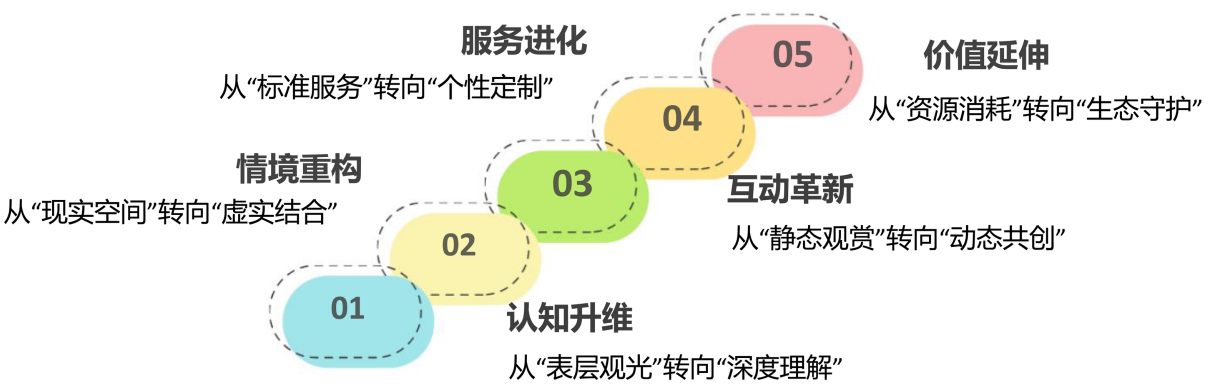 服务进化
从“标准服务”转向“个性定制”
05
价值延伸
从“资源消耗”转向“生态守护”
04
情境重构
从“现实空间”转向“虚实结合”
03
互动革新
从“静态观赏”转向“动态共创”
02
01
认知升维
从“表层观光”转向“深度理解”